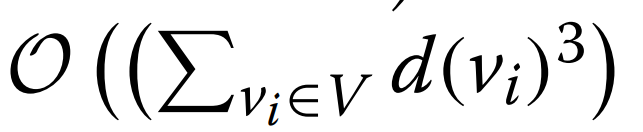 𝒪 ((∑_{v_i∈V} d(v_i)^3)